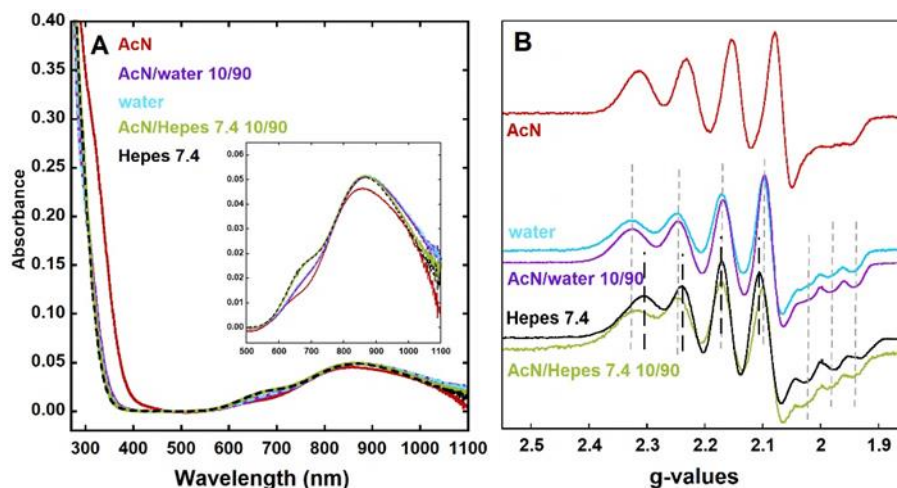 A
AcN
AcN/water 10/90
water
AcN/Hepes 7.4 10/90
Hepes 7.4
Absorbance
0.40
0.35
0.30
0.25
0.20
0.15
0.10
0.05
0.00
0.06
0.05
0.04
0.03
0.02
0.01
0.00
500 600 700 800 900 1000 1100
300 400 500 600 700 800 900 1000 1100
Wavelength (nm)
B
AcN
water
AcN/water 10/90
Hepes 7.4
AcN/Hepes 7.4 10/90
2.5 2.4 2.3 2.2 2.1 2 1.9
g-values